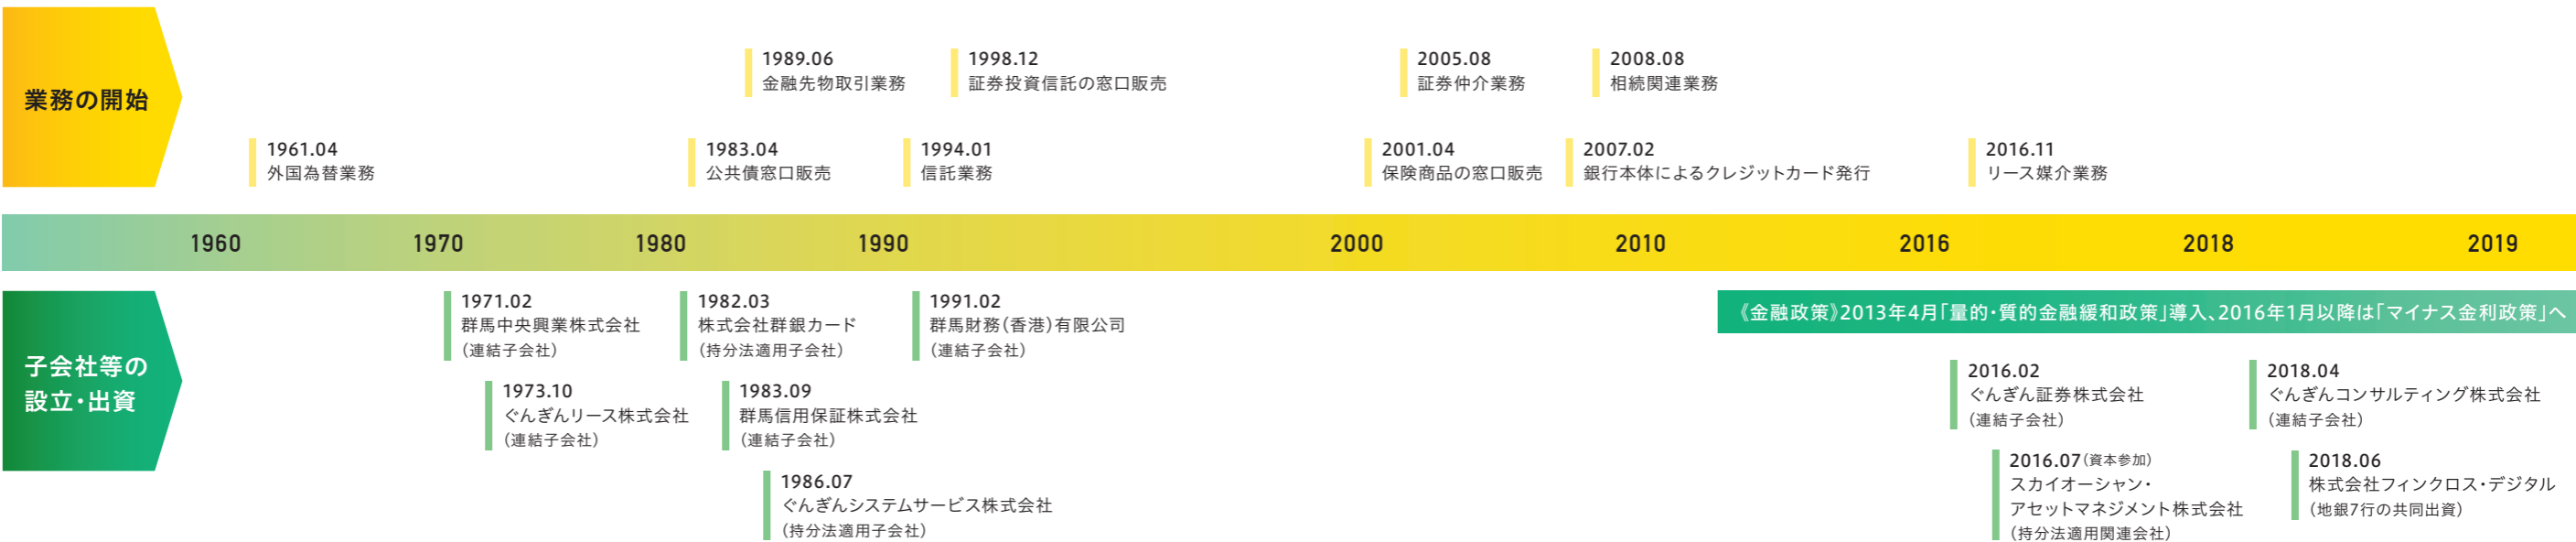 業務の開始
1989.06
金融先物取引業務
1998.12
証券投資信託の窓口販売
2005.08
証券仲介業務
2008.08
相続関連業務
1961.04
外国為替業務
1983.04
公共債窓口販売
1994.01
信託業務
2001.04
保険商品の窓口販売
2007.02
銀行本体によるクレジットカード発行
2016.11
リース媒介業務
1960 1970 1980 1990 2000 2010 2016 2018 2019
子会社等の
設立・出資
1971.02
群馬中央興業株式会社
(連結子会社)
1982.03
株式会社群銀カード
(持分法適用子会社)
1991.02
群馬財務(香港)有限公司
(連結子会社)
《金融政策》2013年4月「量的・質的金融緩和政策」導入、2016年1月以降は「マイナス金利政策」へ
1973.10
ぐんぎんリース株式会社
(連結子会社)
1983.09
群馬信用保証株式会社
(連結子会社)
1986.07
ぐんぎんシステムサービス株式会社
(持分法適用子会社)
2016.02
ぐんぎん証券株式会社
(連結子会社)
2018.04
ぐんぎんコンサルティング株式会社
(連結子会社)
2016.07(資本参加)
スカイオーシャン・
アセットマネジメント株式会社
(持分法適用関連会社)
2018.06
株式会社フィンクロス・デジタル
(地銀7行の共同出資)